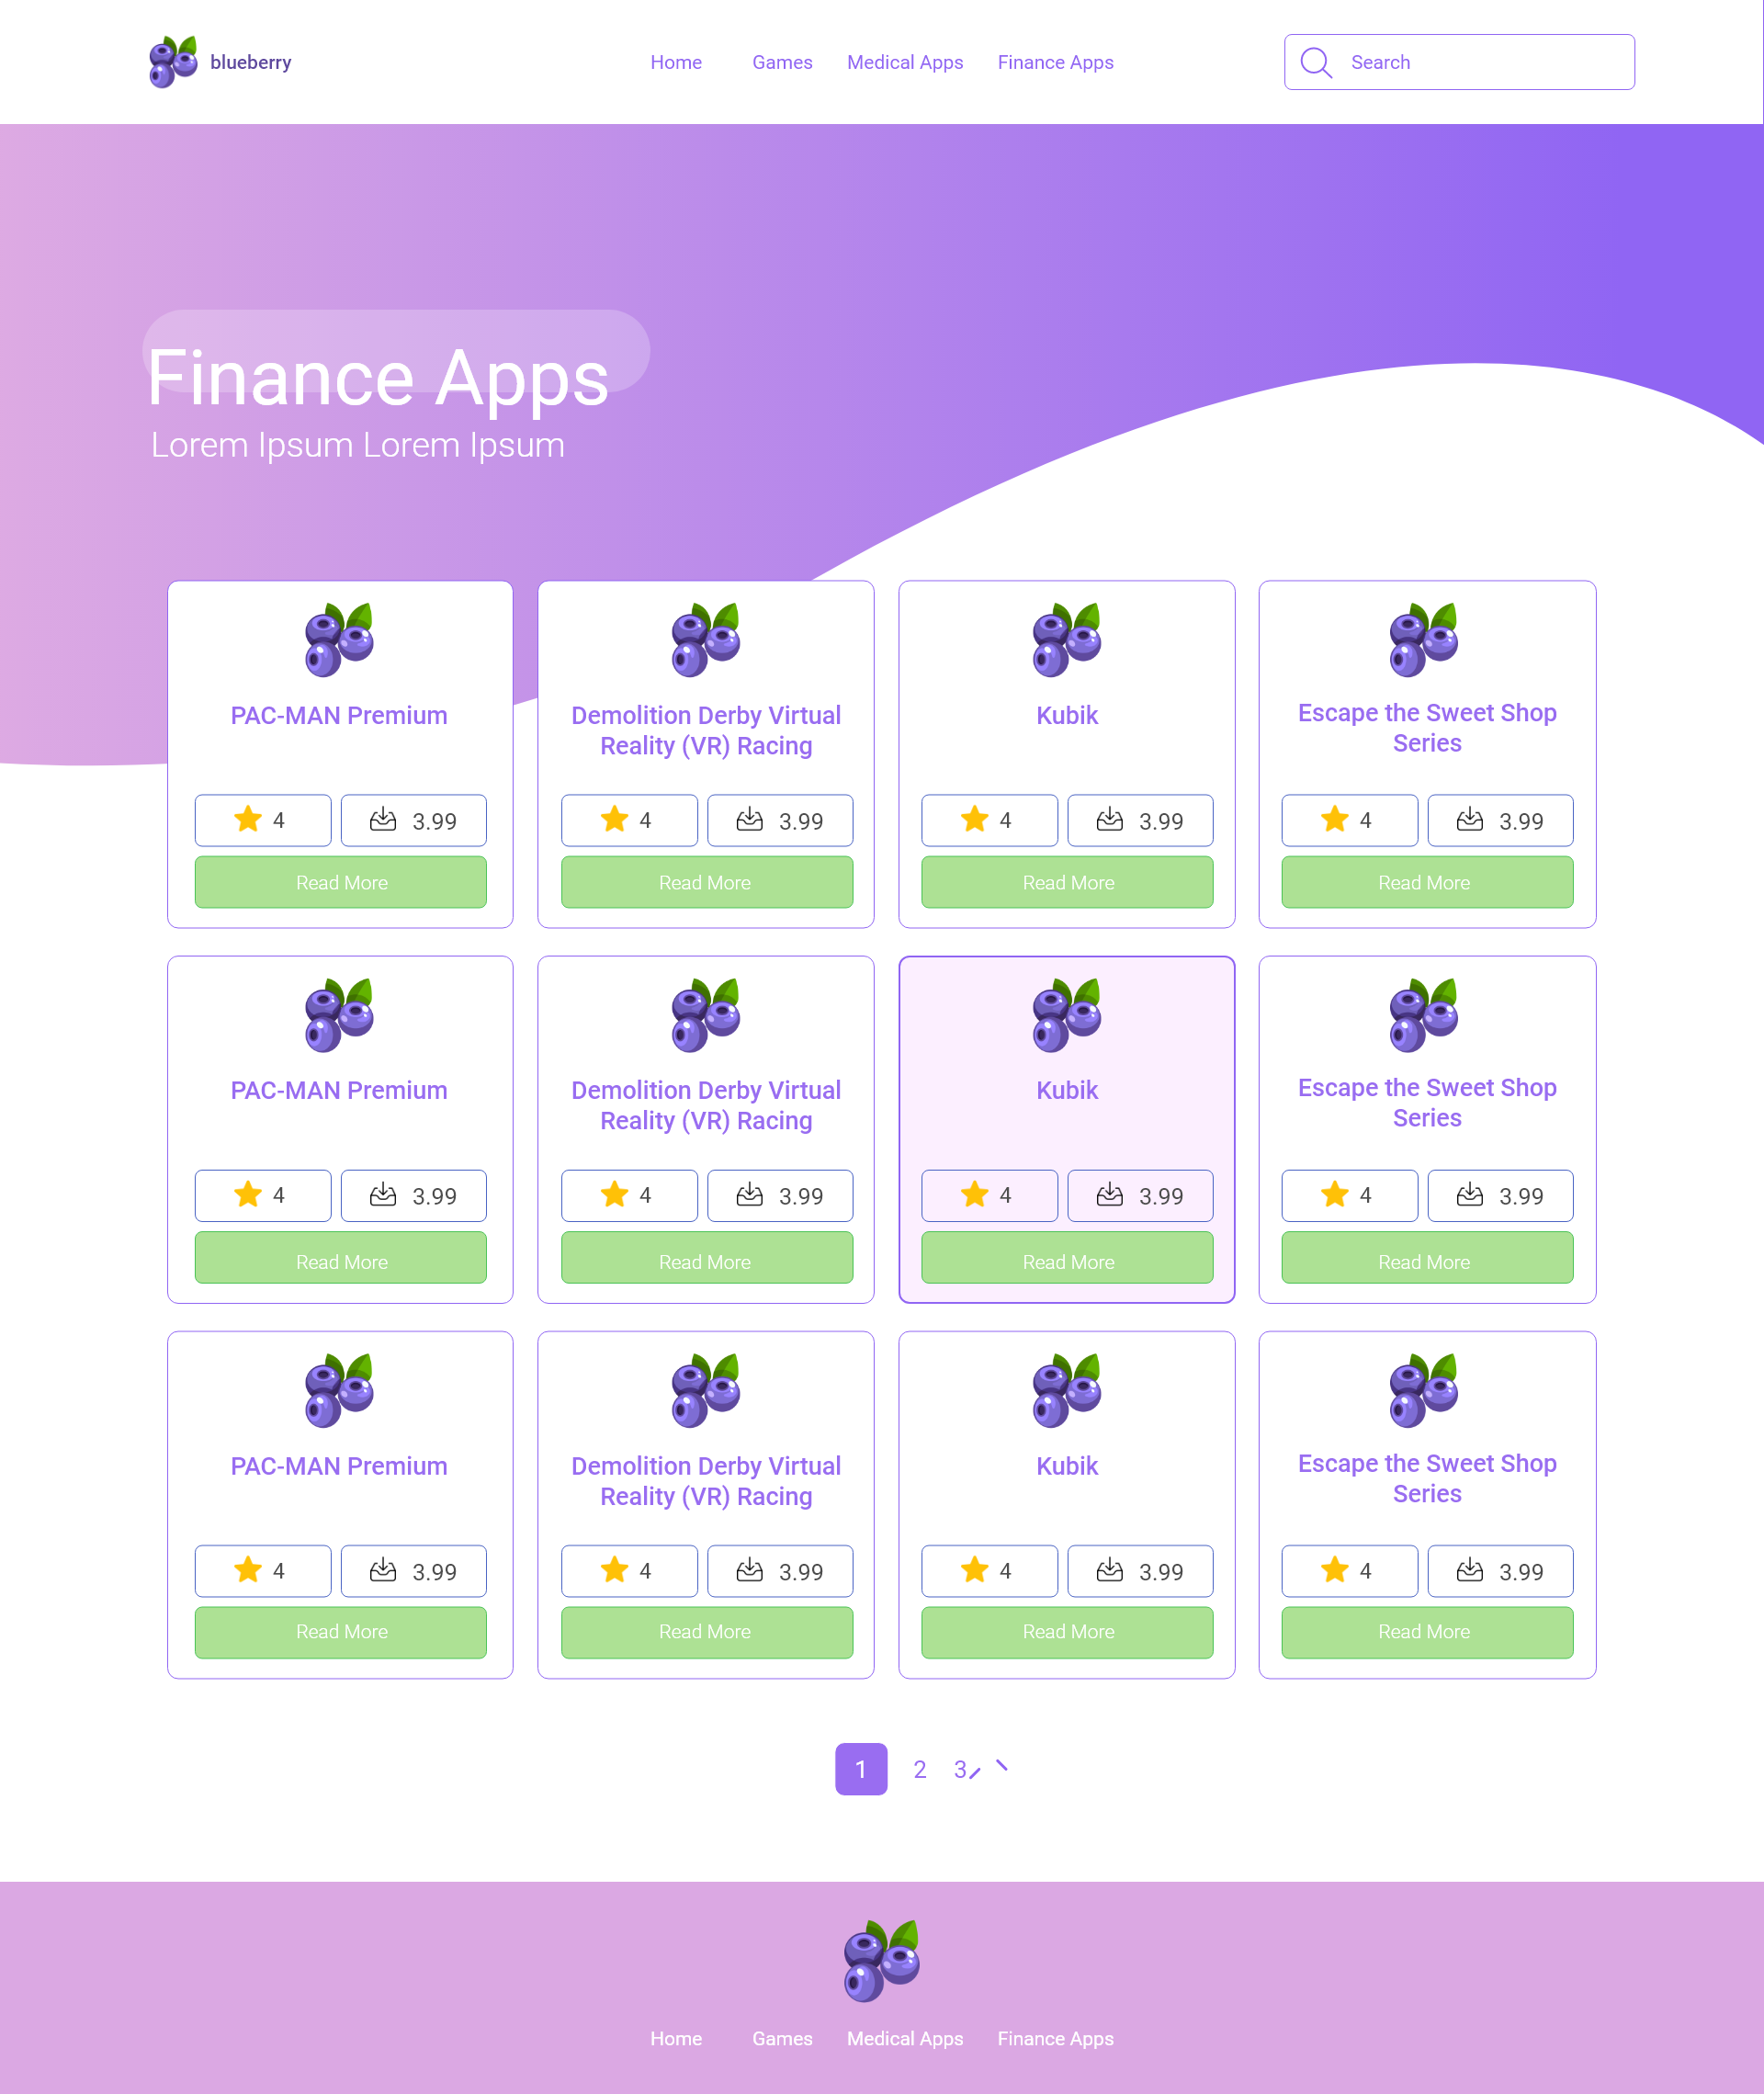 blueberry
Home Games Medical Apps Finance Apps
Search
Finance Apps
Lorem Ipsum Lorem Ipsum
PAC-MAN Premium
4 3.99
Read More
Demolition Derby Virtual
Reality (VR) Racing
4 3.99
Read More
Kubik
4 3.99
Read More
Escape the Sweet Shop
Series
4 3.99
Read More
PAC-MAN Premium
4 3.99
Read More
Demolition Derby Virtual
Reality (VR) Racing
4 3.99
Read More
Kubik
4 3.99
Read More
Escape the Sweet Shop
Series
4 3.99
Read More
PAC-MAN Premium
4 3.99
Read More
Demolition Derby Virtual
Reality (VR) Racing
4 3.99
Read More
Kubik
4 3.99
Read More
Escape the Sweet Shop
Series
4 3.99
Read More
1 2 3
Home Games Medical Apps Finance Apps